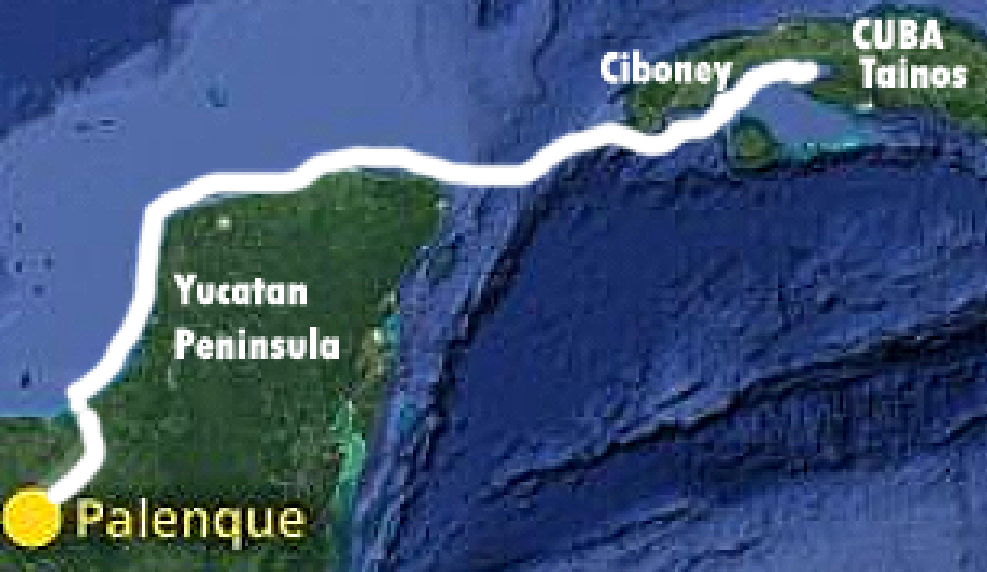 CUBA
Ciboney
Tainos
Yucatan
Peninsula
Palenque